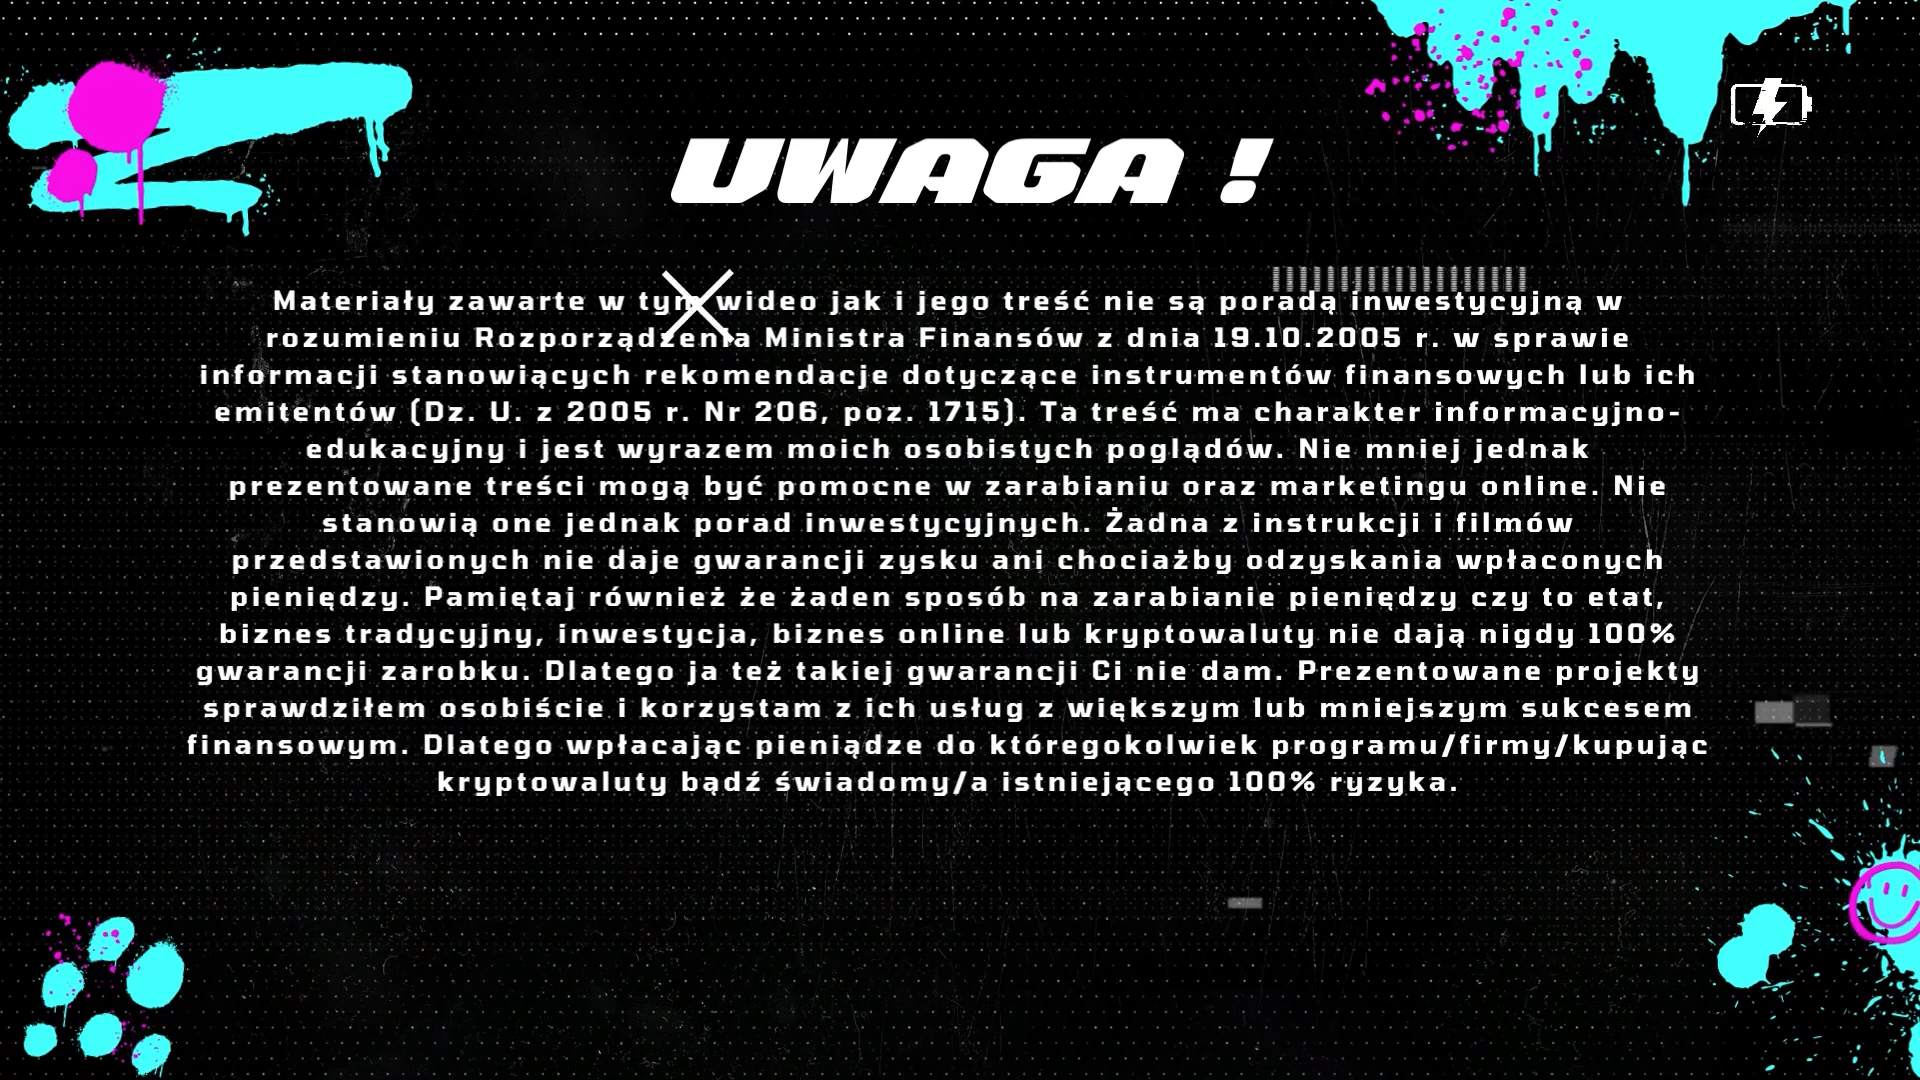 UWAGA !
Materiały zawarte w tym wideo jak i jego treść nie są poradą inwestycyjną w
rozumieniu Rozporządzenia Ministra Finansów z dnia 19.10.2005 r. w sprawie
informacji stanowiących rekomendacje dotyczące instrumentów finansowych lub ich
emitentów (Dz. U. z 2005 r. Nr 206, poz. 1715). Ta treść ma charakter informacyjno-
edukacyjny i jest wyrazem moich osobistych poglądów. Nie mniej jednak
prezentowane treści mogą być pomocne w zarabianiu oraz marketingu online. Nie
stanowią one jednak porad inwestycyjnych. Żadna z instrukcji i filmów
przedstawionych nie daje gwarancji zysku ani chociażby odzyskania wpłaconych
pieniędzy. Pamiętaj również że żaden sposób na zarabianie pieniędzy czy to etat,
biznes tradycyjny, inwestycja, biznes online lub kryptowaluty nie dają nigdy 100%
gwarancji zarobku. Dlatego ja też takiej gwarancji Ci nie dam. Prezentowane projekty
sprawdziłem osobiście i korzystam z ich usług z większym lub mniejszym sukcesem
finansowym. Dlatego wpłacając pieniądze do któregokolwiek programu/firmy/kupując
kryptowaluty bądź świadomy/a istniejącego 100% ryzyka.